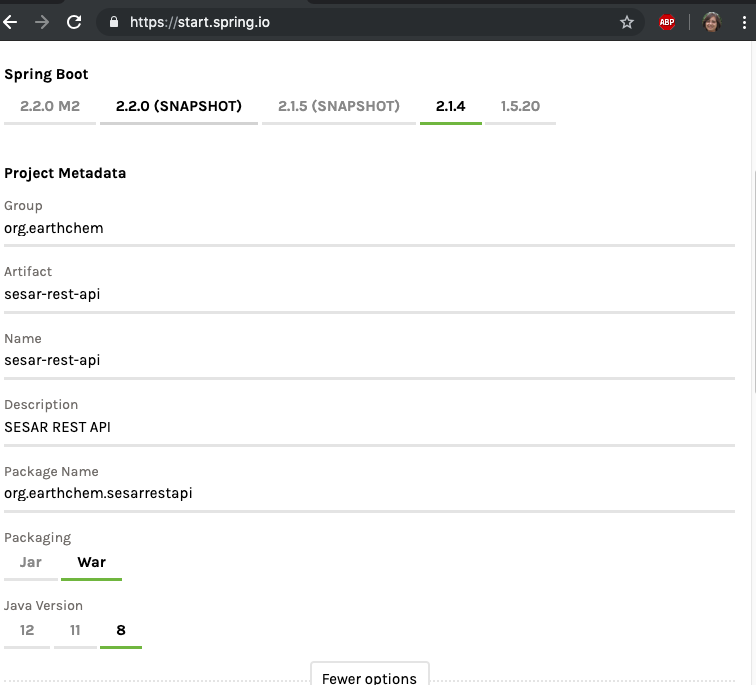 https://start.spring.io
ABP
Spring Boot
2.2.0 M2 2.2.0 (SNAPSHOT) 2.1.5 (SNAPSHOT) 2.1.4 1.5.20
Project Metadata
Group
org.earthchem
Artifact
sesar-rest-api
Name
sesar-rest-api
Description
SESAR REST API
Package Name
org.earthchem.sesarrestapi
Packaging
Jar War
Java Version
12 11 8
Fewer options